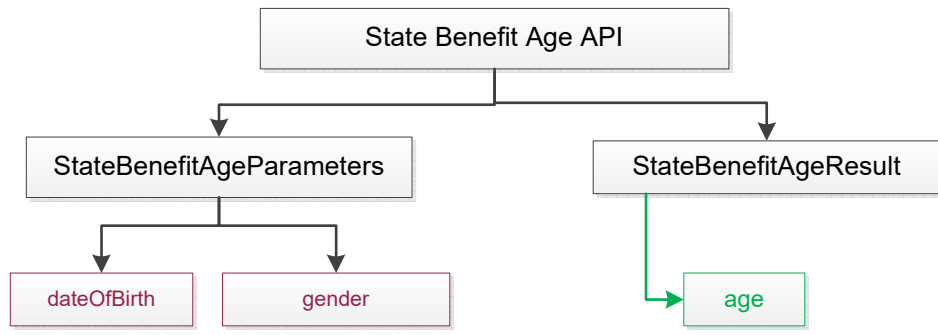 State Benefit Age API
StateBenefitAgeParameters
StateBenefitAgeResult
dateOfBirth
gender
age